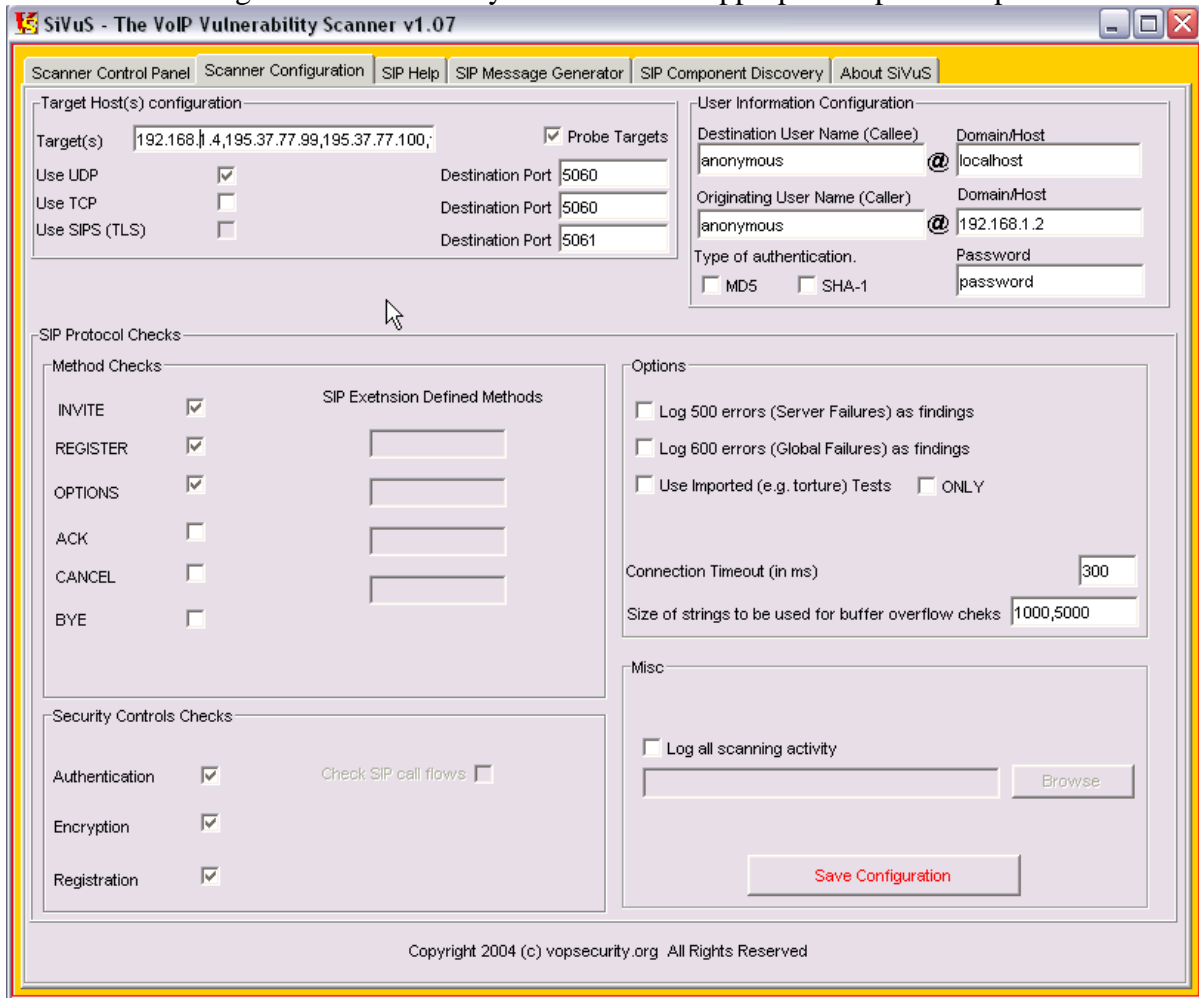 SiVuS - The VoIP Vulnerability Scanner v1.07
Scanner Control Panel Scanner Configuration SIP Help SIP Message Generator SIP Component Discovery About SiVuS
Target Host(s) configuration
Target(s) 192.168.1.4,195.37.77.99,195.37.77.100, Probe Targets
Use UDP Destination Port 5060
Use TCP Destination Port 5060
Use SIPS (TLS) Destination Port 5061
User Information Configuration
Destination User Name (Callee) Domain/Host
anonymous @ localhost
Originating User Name (Caller) Domain/Host
anonymous @ 192.168.1.2
Type of authentication. Password
MD5 SHA-1 password
SIP Protocol Checks
Method Checks
SIP Exetnsion Defined Methods
INVITE
REGISTER
OPTIONS
ACK
CANCEL
BYE
Options
Log 500 errors (Server Failures) as findings
Log 600 errors (Global Failures) as findings
Use Imported (e.g. torture) Tests ONLY
Connection Timeout (in ms) 300
Size of strings to be used for buffer overflow cheks 1000,5000
Security Controls Checks
Authentication Check SIP call flows
Encryption
Registration
Misc
Log all scanning activity
Browse
Save Configuration
Copyright 2004 (c) vopsecurity.org All Rights Reserved